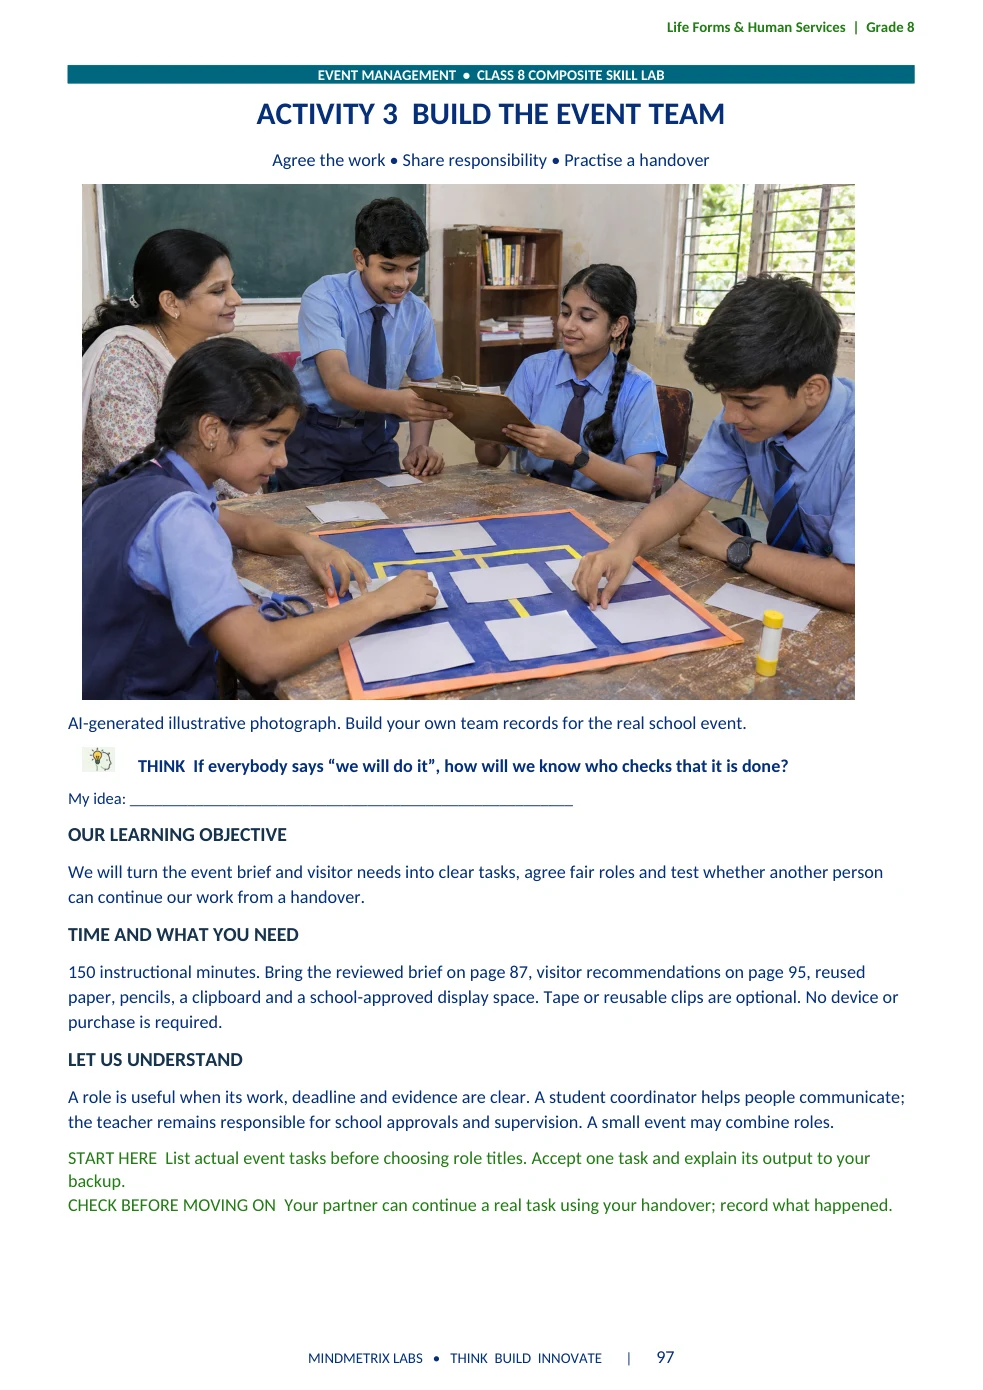 Life Forms & Human Services | Grade 8
EVENT MANAGEMENT ● CLASS 8 COMPOSITE SKILL LAB
ACTIVITY 3 BUILD THE EVENT TEAM
Agree the work ● Share responsibility ● Practise a handover
AI-generated illustrative photograph. Build your own team records for the real school event.
THINK If everybody says “we will do it”, how will we know who checks that it is done?
My idea: ______________________________________________________
OUR LEARNING OBJECTIVE
We will turn the event brief and visitor needs into clear tasks, agree fair roles and test whether another person
can continue our work from a handover.
TIME AND WHAT YOU NEED
150 instructional minutes. Bring the reviewed brief on page 87, visitor recommendations on page 95, reused
paper, pencils, a clipboard and a school-approved display space. Tape or reusable clips are optional. No device or
purchase is required.
LET US UNDERSTAND
A role is useful when its work, deadline and evidence are clear. A student coordinator helps people communicate;
the teacher remains responsible for school approvals and supervision. A small event may combine roles.
START HERE List actual event tasks before choosing role titles. Accept one task and explain its output to your
backup.
CHECK BEFORE MOVING ON Your partner can continue a real task using your handover; record what happened.
MINDMETRIX LABS ● THINK BUILD INNOVATE | 97